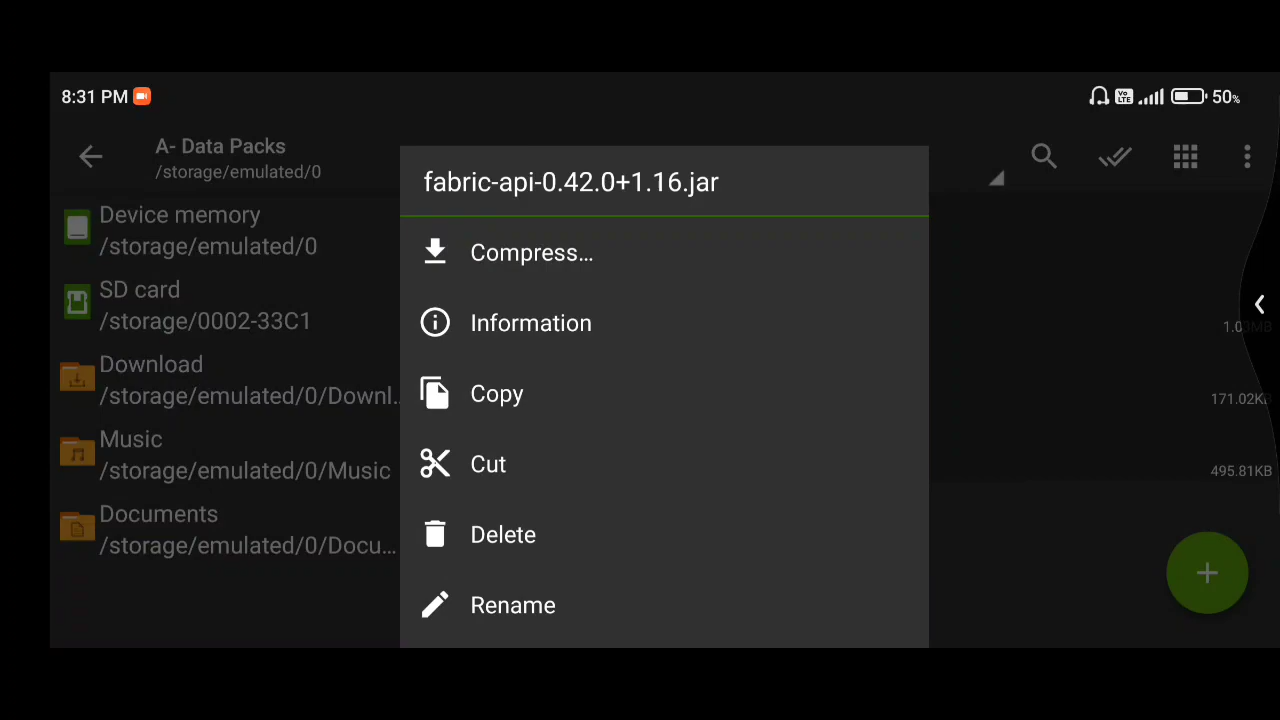 8:31 PM
Vo LTE
50%
A- Data Packs
/storage/emulated/0
fabric-api-0.42.0+1.16.jar
Device memory
/storage/emulated/0
SD card
/storage/0002-33C1
Download
/storage/emulated/0/Downl...
Music
/storage/emulated/0/Music
Documents
/storage/emulated/0/Docu...
Compress...
Information
Copy
Cut
Delete
Rename
171.02KB
495.81KB